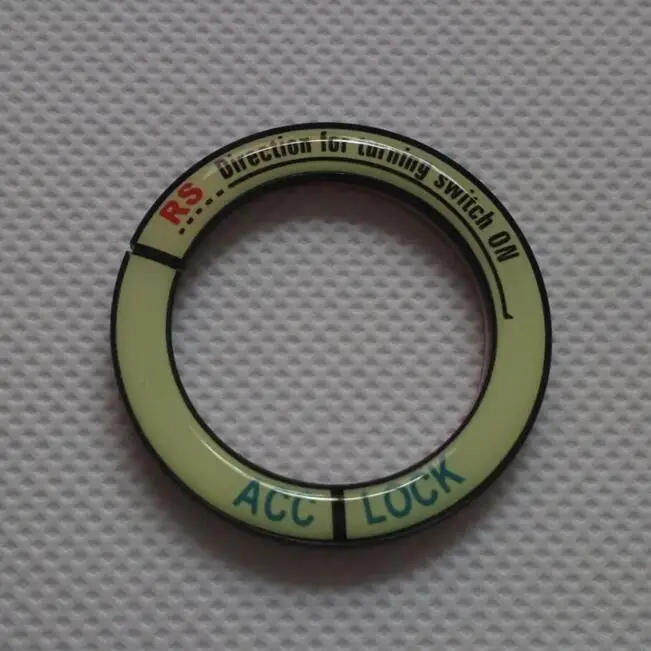 RS
Direction for turning switch ON
ACC
LOCK